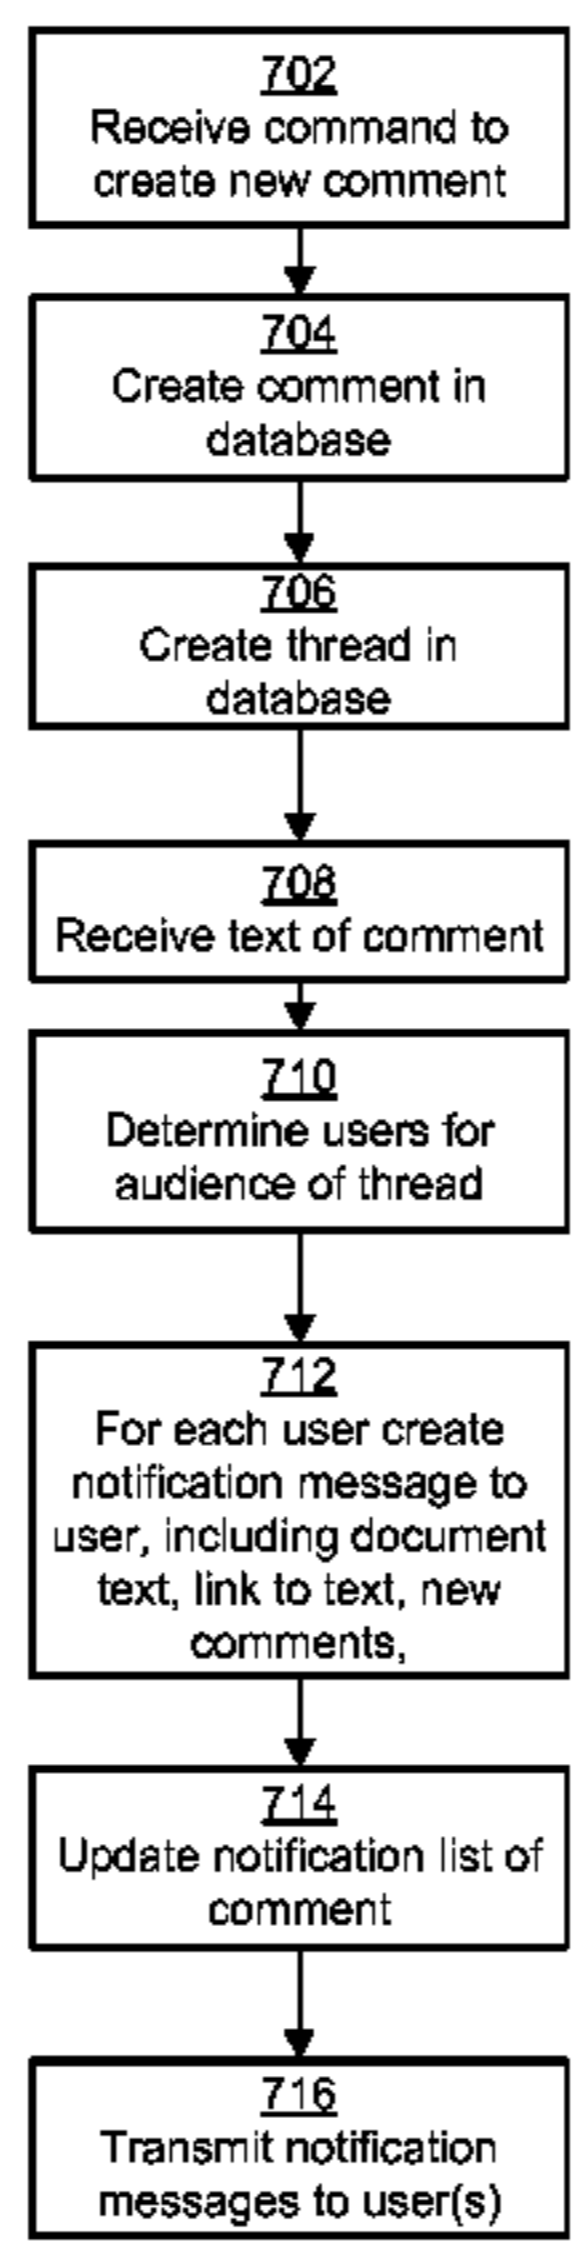 702
Receive command to
create new comment
704
Create comment in
database
706
Create thread in
database
708
Receive text of comment
710
Determine users for
audience of thread
712
For each user create
notification message to
user, including document
text, link to text, new
comments,
714
Update notification list of
comment
716
Transmit notification
messages to user(s)